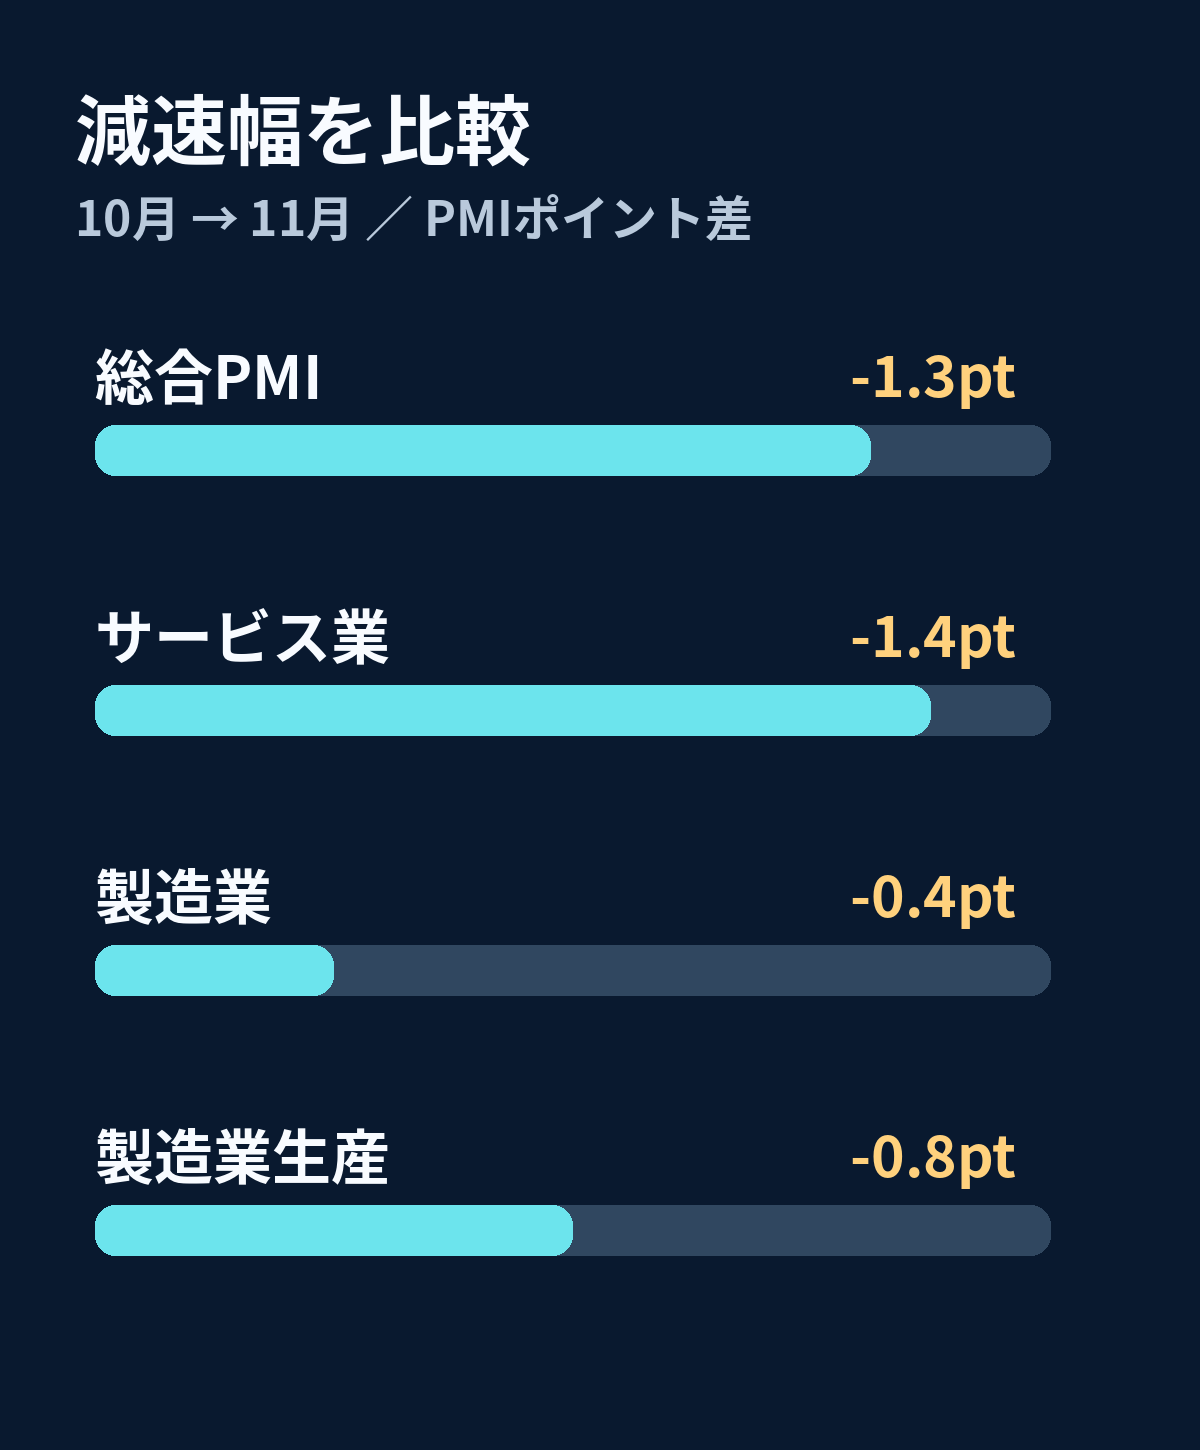 減速幅を比較
10月 → 11月 ／ PMIポイント差
総合PMI -1.3pt
サービス業 -1.4pt
製造業 -0.4pt
製造業生産 -0.8pt